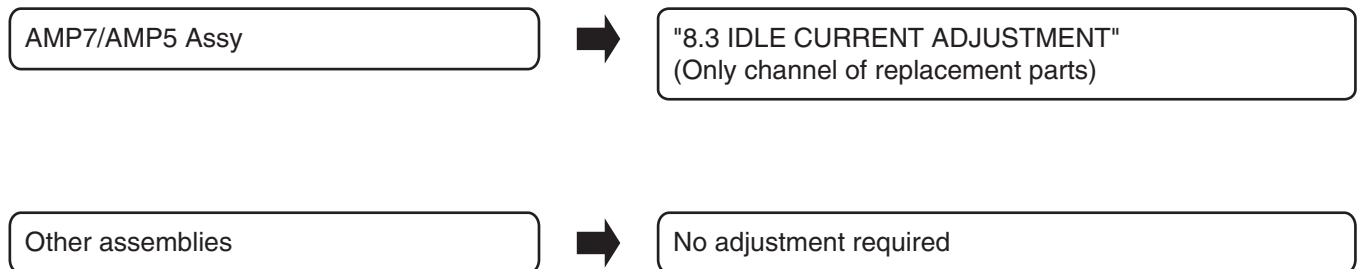 AMP7/AMP5 Assy
"8.3 IDLE CURRENT ADJUSTMENT"
(Only channel of replacement parts)
Other assemblies
No adjustment required